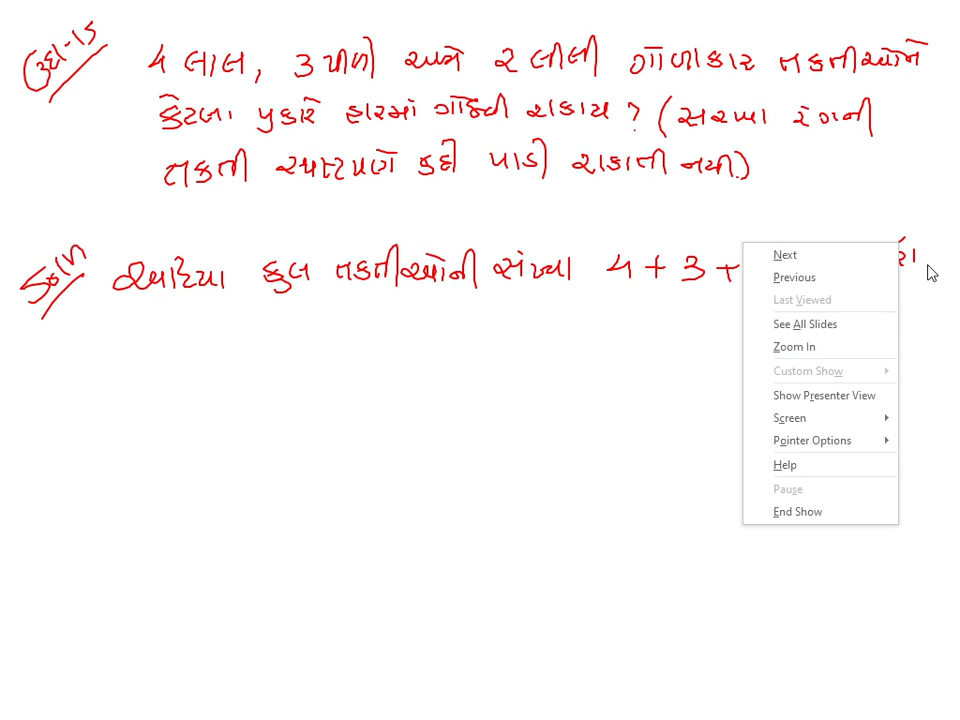 ઉદા-15
4 લાલ, 3 પીળી અને 2 લીલી ગોળાકાર તકતીઓને
કેટલા પ્રકારે હારમાં ગોઠવી શકાય? (સરખા રંગની
તકતી સ્પષ્ટપણે કદી પાડી શકાતી નથી.)
ઉકેલ અહિયા કુલ તકતીઓની સંખ્યા 4 + 3 +
Next
Previous
Last Viewed
See All Slides
Zoom In
Custom Show
Show Presenter View
Screen
Pointer Options
Help
Pause
End Show